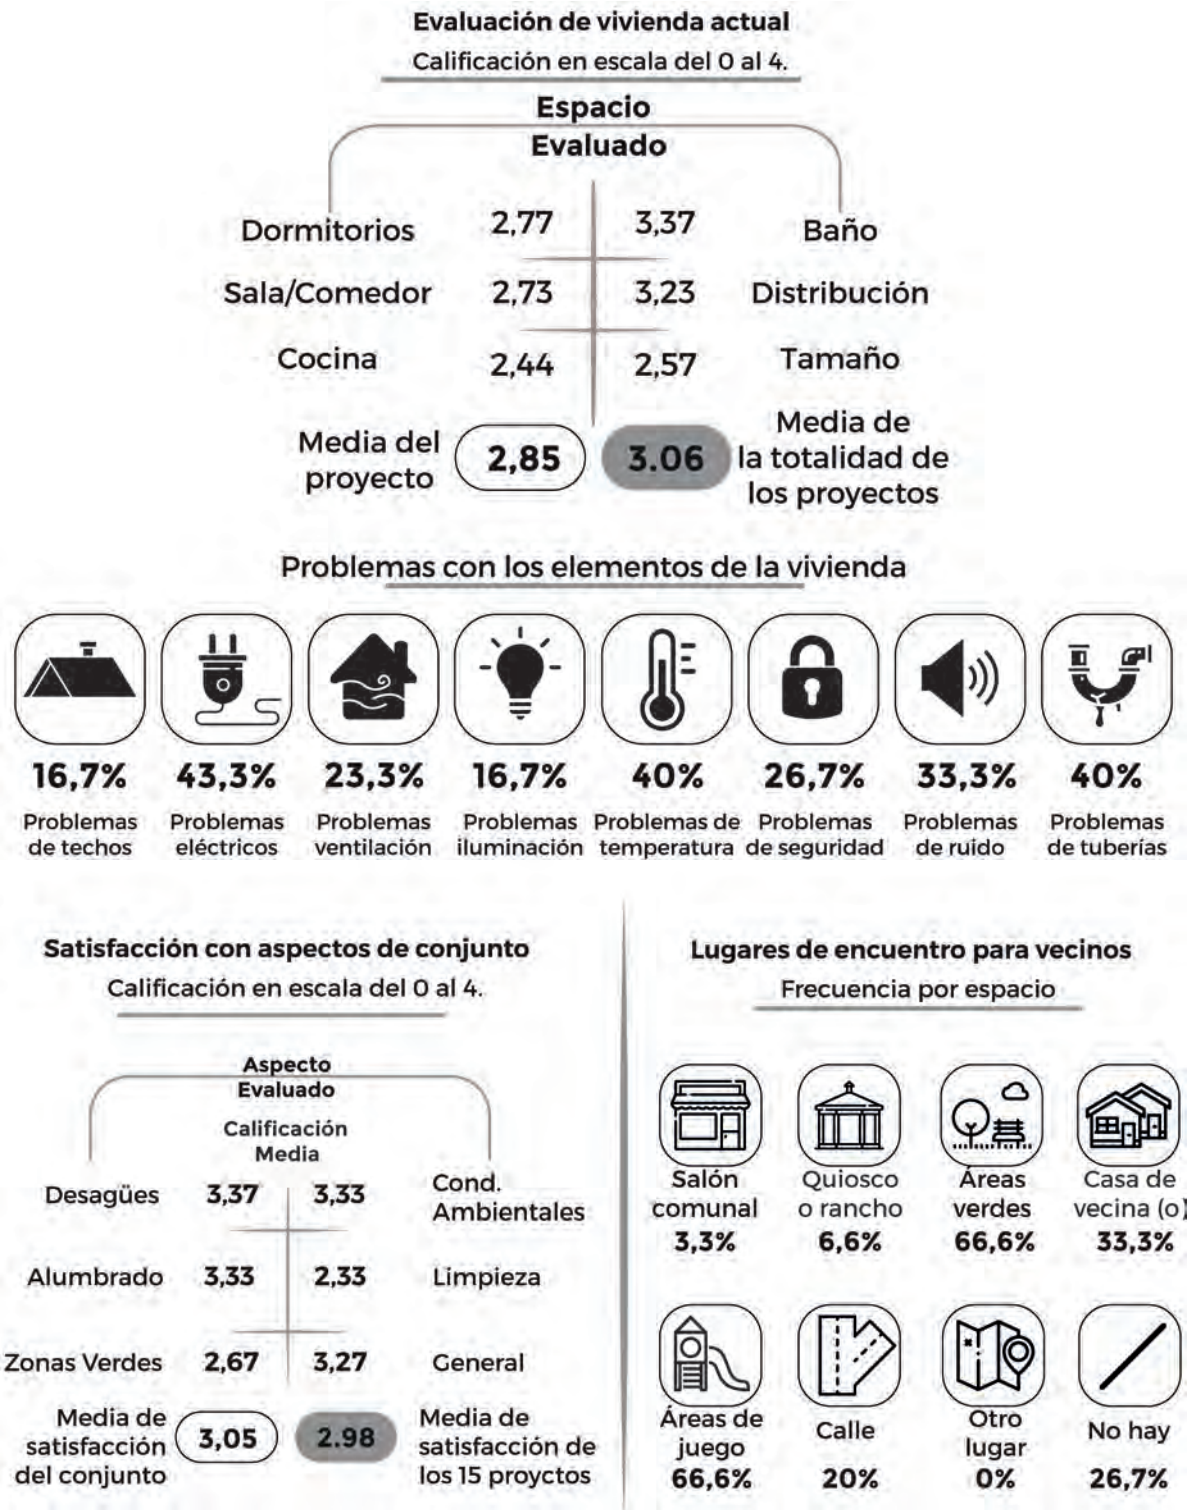 Evaluación de vivienda actual
Calificación en escala del 0 al 4.
Espacio
Evaluado
Dormitorios 2,77 3,37 Baño
Sala/Comedor 2,73 3,23 Distribución
Cocina 2,44 2,57 Tamaño
Media del
proyecto
2,85
3.06
Media de
la totalidad de
los proyectos
Problemas con los elementos de la vivienda
16,7% 43,3% 23,3% 16,7% 40% 26,7% 33,3% 40%
Problemas Problemas Problemas Problemas Problemas de Problemas Problemas Problemas
de techos eléctricos ventilación iluminación temperatura de seguridad de ruido de tuberías
Satisfacción con aspectos de conjunto
Calificación en escala del 0 al 4.
Aspecto
Evaluado
Calificación
Media
Desagües 3,37 3,33 Cond.
Ambientales
Alumbrado 3,33 2,33 Limpieza
Zonas Verdes 2,67 3,27 General
Media de
satisfacción
del conjunto
3,05
2.98
Media de
satisfacción de
los 15 proyctos
Lugares de encuentro para vecinos
Frecuencia por espacio
Salón Quiosco Áreas Casa de
comunal o rancho verdes vecina (o)
3,3% 6,6% 66,6% 33,3%
Áreas de
juego
66,6%
Calle
20%
Otro
lugar
0%
No hay
26,7%